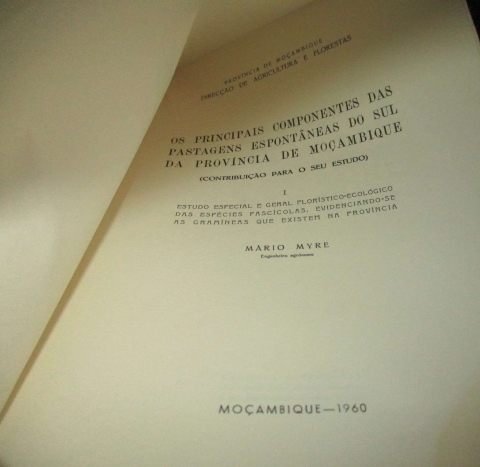 PROVÍNCIA DE MOÇAMBIQUE
DIRECÇÃO DE AGRICULTURA E FLORESTAS
OS PRINCIPAIS COMPONENTES DAS
PASTAGENS ESPONTÂNEAS DO SUL
DA PROVÍNCIA DE MOÇAMBIQUE
(CONTRIBUIÇÃO PARA O SEU ESTUDO)
I
ESTUDO ESPECIAL E GERAL FLORÍSTICO-ECOLÓGICO
DAS ESPÉCIES FASCÍCOLAS, EVIDENCIANDO-SE
AS GRAMÍNEAS QUE EXISTEM NA PROVÍNCIA
MÁRIO MYRE
Engenheiro agrónomo
MOÇAMBIQUE—1960